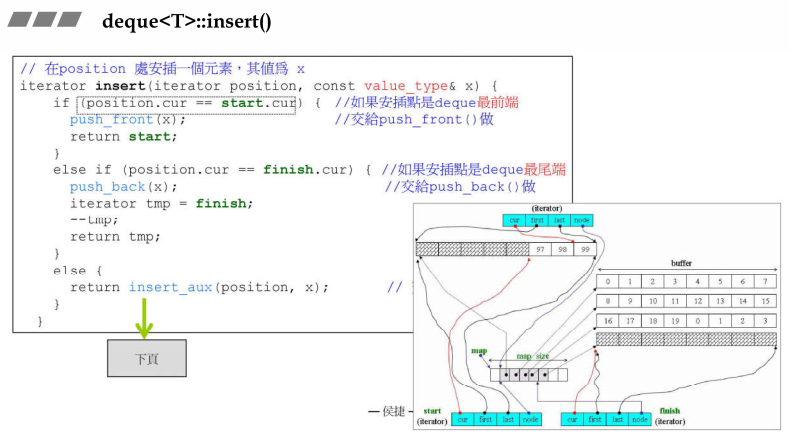 deque<T>::insert()
// 在position 處安插一個元素，其值爲 x
iterator insert(iterator position, const value_type& x) {
if (position.cur == start.cur) { //如果安插點是deque最前端
push_front(x); //交給push_front()做
return start;
}
else if (position.cur == finish.cur) { //如果安插點是deque最尾端
push_back(x); //交給push_back()做
iterator tmp = finish;
--tmp;
return tmp;
}
else {
return insert_aux(position, x); //
}
}
下頁
(iterator)
cur first last node
97 98 99
buffer
0 1 2 3 4 5 6 7
8 9 10 11 12 13 14 15
16 17 18 19 0 1 2 3
map
map size
— 侯捷 —
start
(iterator)
cur first last node
cur first last node
finish
(iterator)